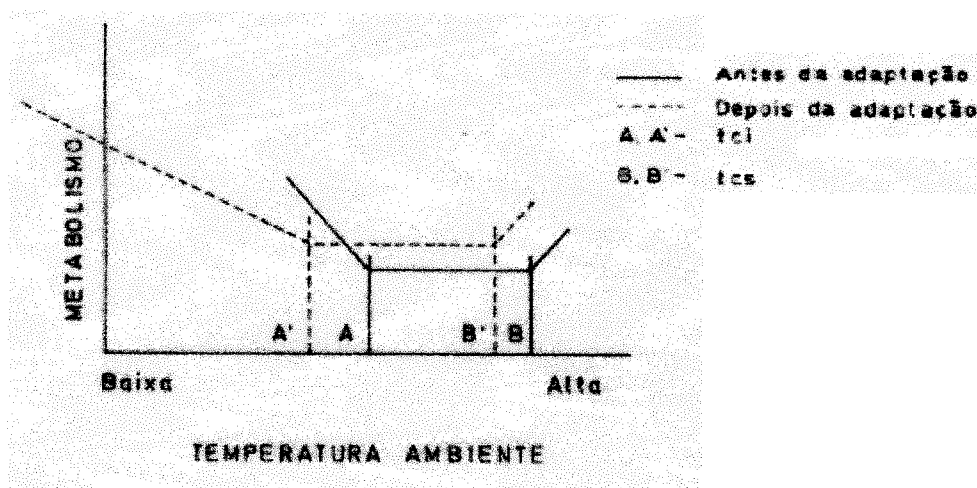 Antes da adaptação
Depois da adaptação
A, A' - tci
B, B' - tcs
METABOLISMO
A' A B' B
Baixa Alta
TEMPERATURA AMBIENTE